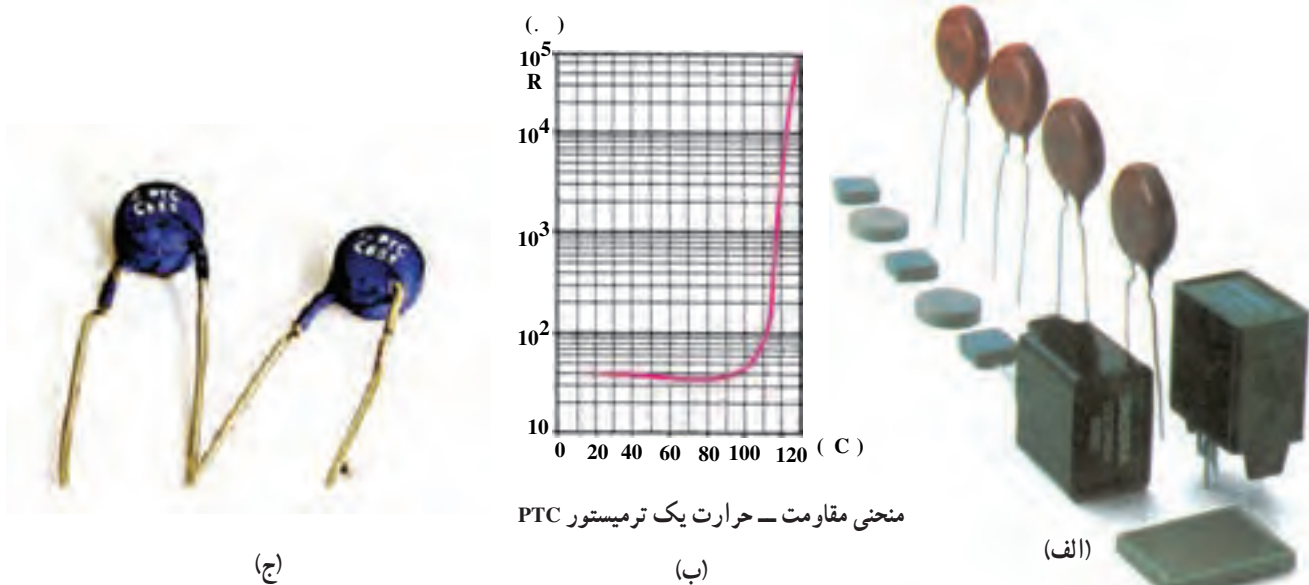 ( . )
10⁵
R
10⁴
10³
10²
10
0 20 40 60 80 100 120 ( C )
منحنی مقاومت ــ حرارت یک ترمیستور PTC
(الف)
(ب)
(ج)
PTC
PTC